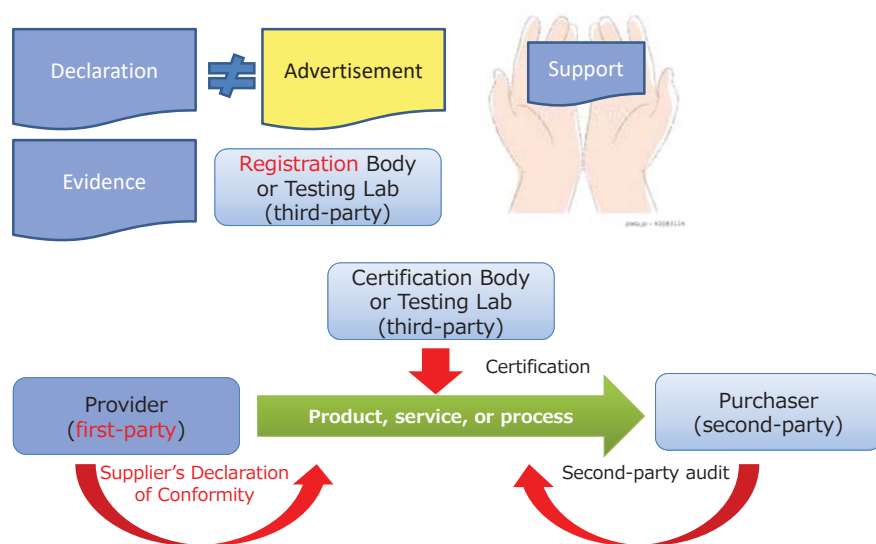 Declaration
≠
Advertisement
Support
Evidence
Registration Body
or Testing Lab
(third-party)
Certification Body
or Testing Lab
(third-party)
Certification
Provider
(first-party)
Product, service, or process
Purchaser
(second-party)
Supplier's Declaration
of Conformity
Second-party audit